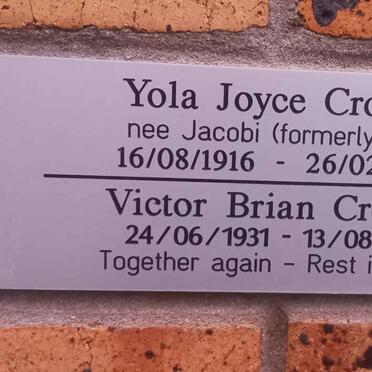 Yola Joyce Cro
nee Jacobi (formerly
16/08/1916 - 26/02
Victor Brian Cr
24/06/1931 - 13/08
Together again - Rest i